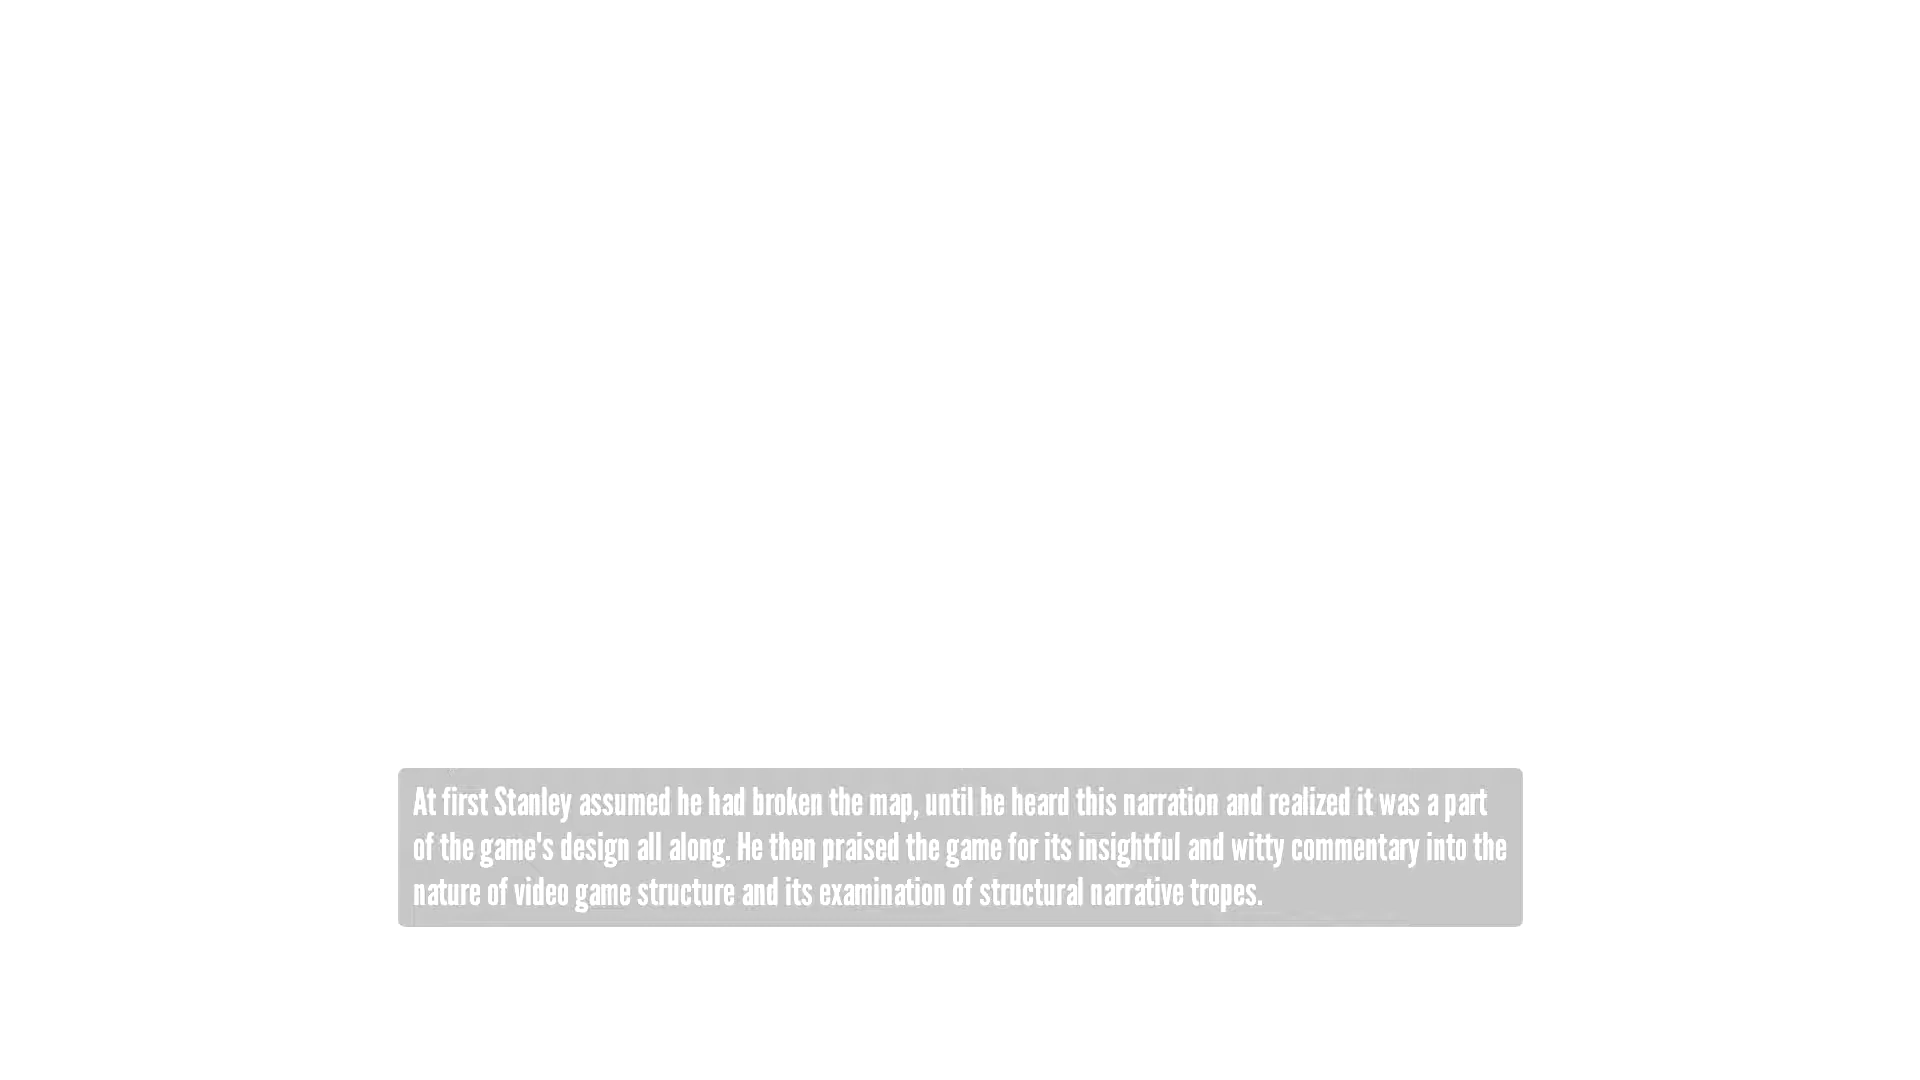 At first Stanley assumed he had broken the map, until he heard this narration and realized it was a part
of the game's design all along. He then praised the game for its insightful and witty commentary into the
nature of video game structure and its examination of structural narrative tropes.